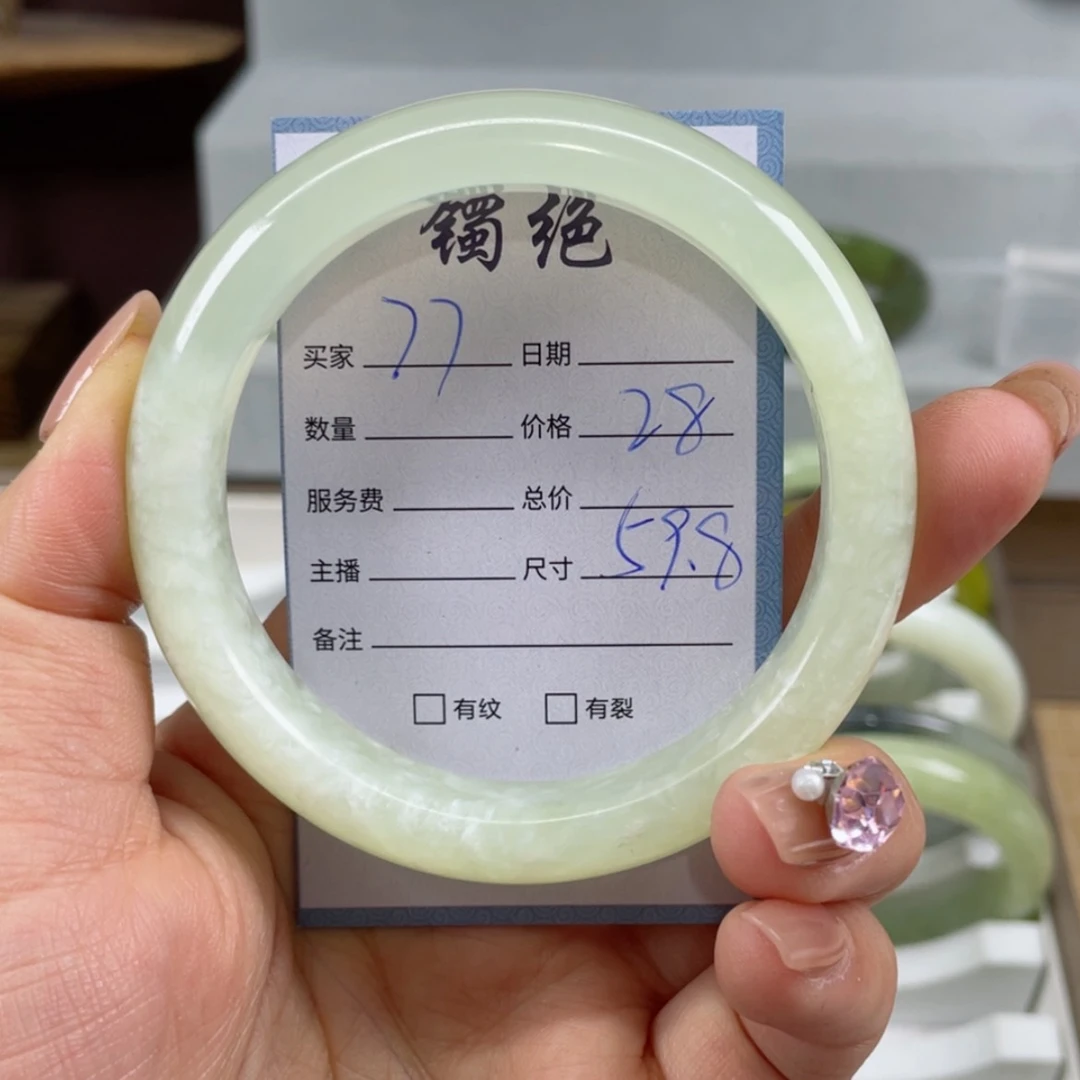 镯绝
买家 77 日期
数量 价格 28
服务费 总价
主播 尺寸 59.8
备注
有纹 有裂